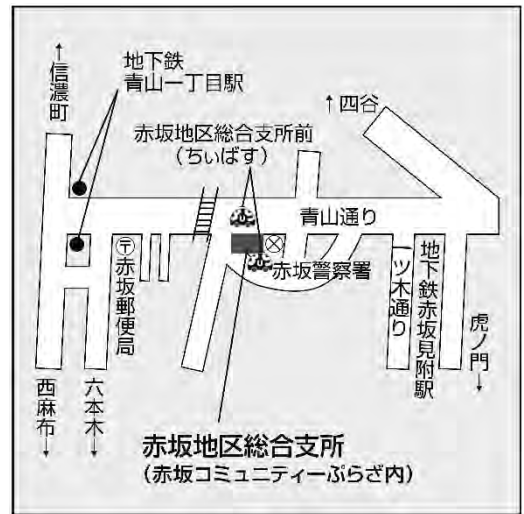 ↑信濃町
地下鉄
青山一丁目駅
↑四谷
赤坂地区総合支所前
(ちぃばす)
青山通り
〒赤坂郵便局
赤坂警察署
一ツ木通り
地下鉄赤坂見附駅
虎ノ門→
西麻布→
六本木→
赤坂地区総合支所
(赤坂コミュニティーぷらざ内)